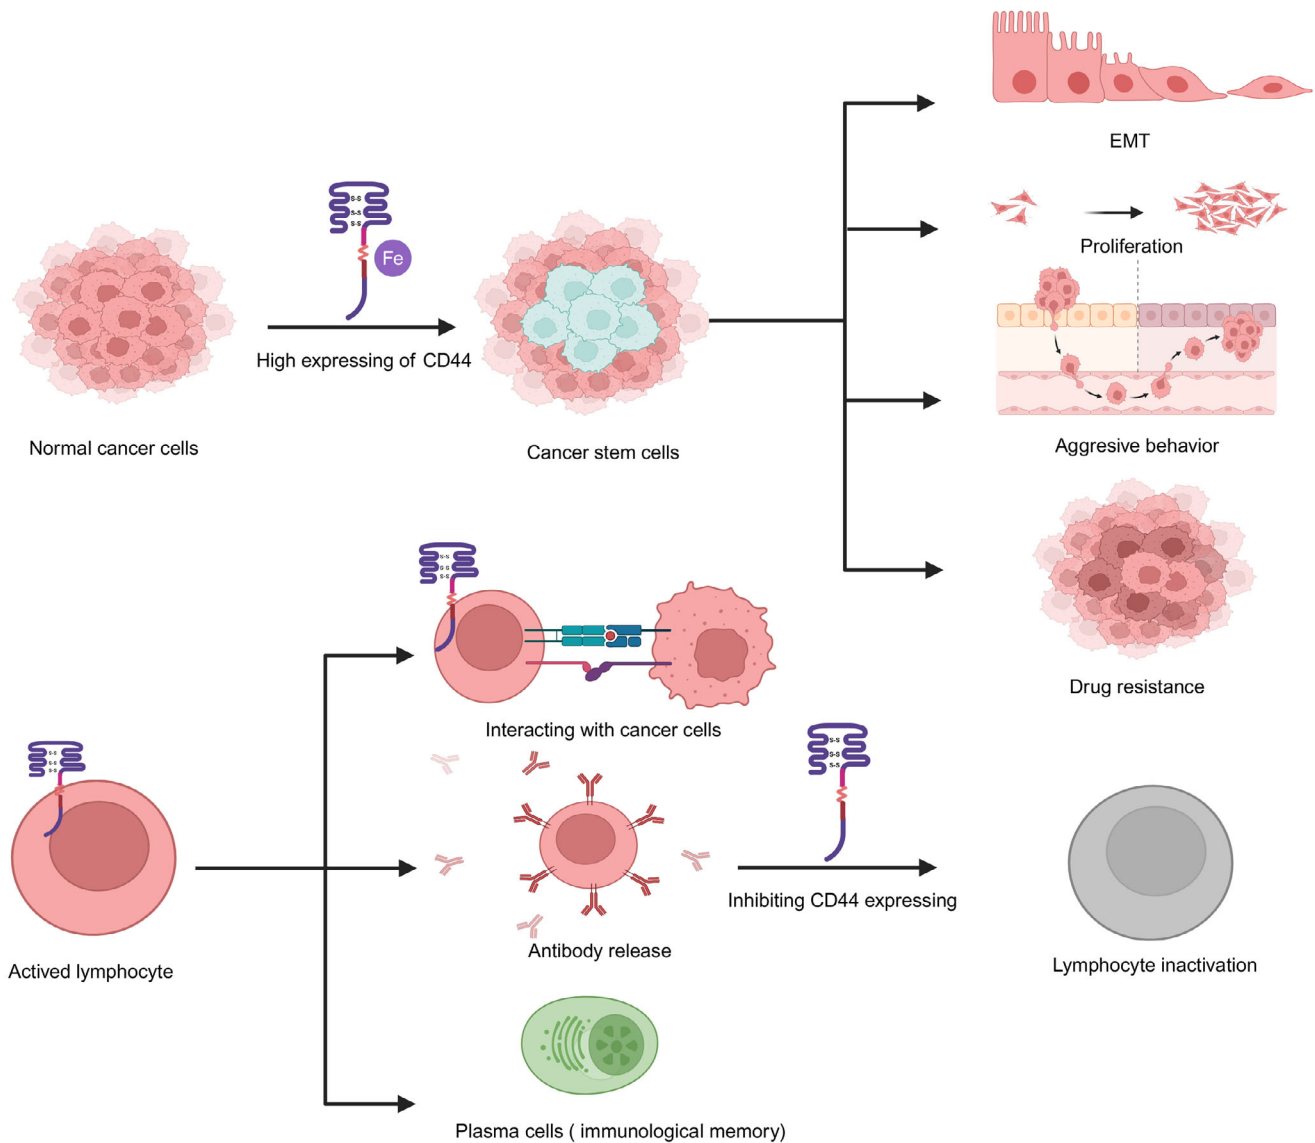 EMT
S-S
S-S
S-S
Fe
Proliferation
High expressing of CD44
Normal cancer cells
Cancer stem cells
Aggresive behavior
S-S
S-S
S-S
Drug resistance
Interacting with cancer cells
S-S
S-S
S-S
S-S
S-S
S-S
Inhibiting CD44 expressing
Antibody release
Actived lymphocyte
Lymphocyte inactivation
Plasma cells ( immunological memory)